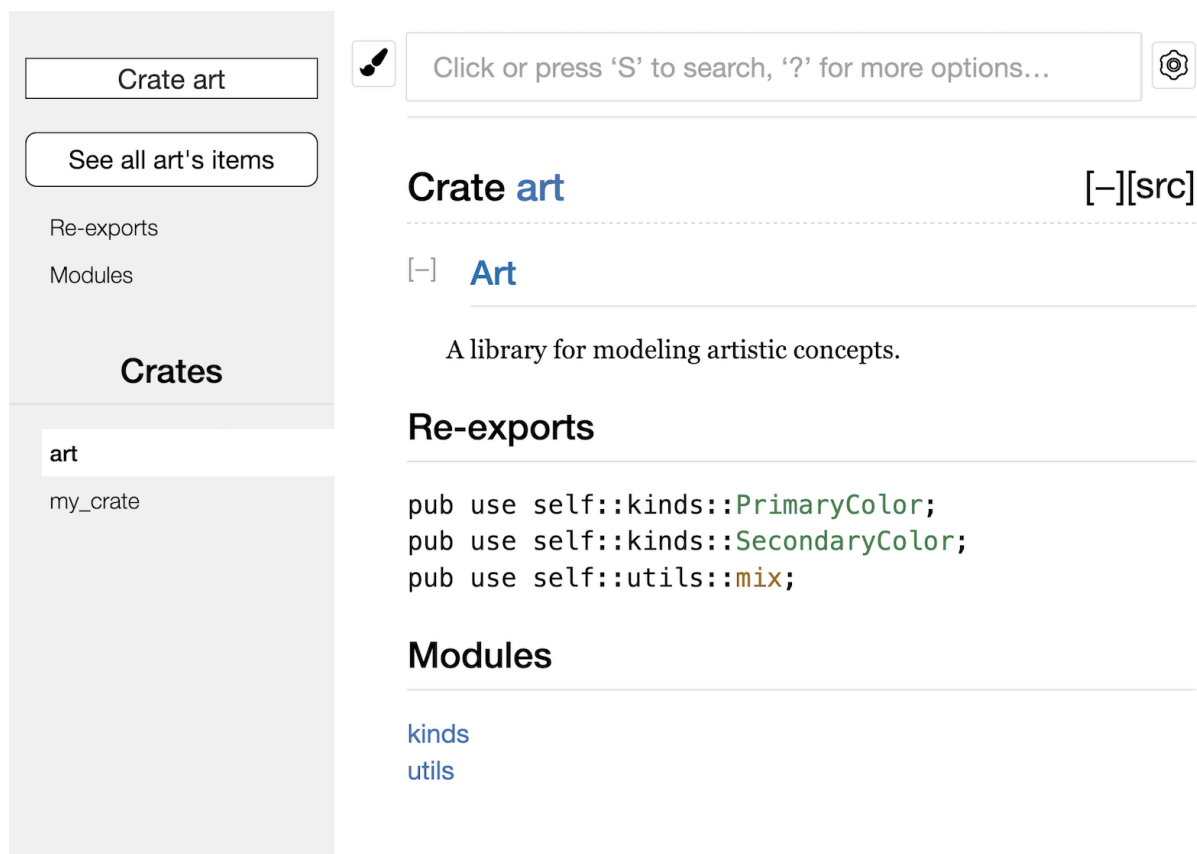 Crate art
See all art's items
Re-exports
Modules
Crates
art
my_crate
Click or press ‘S’ to search, ‘?’ for more options…
Crate art [−][src]
[−] Art
A library for modeling artistic concepts.
Re-exports
pub use self::kinds::PrimaryColor;
pub use self::kinds::SecondaryColor;
pub use self::utils::mix;
Modules
kinds
utils